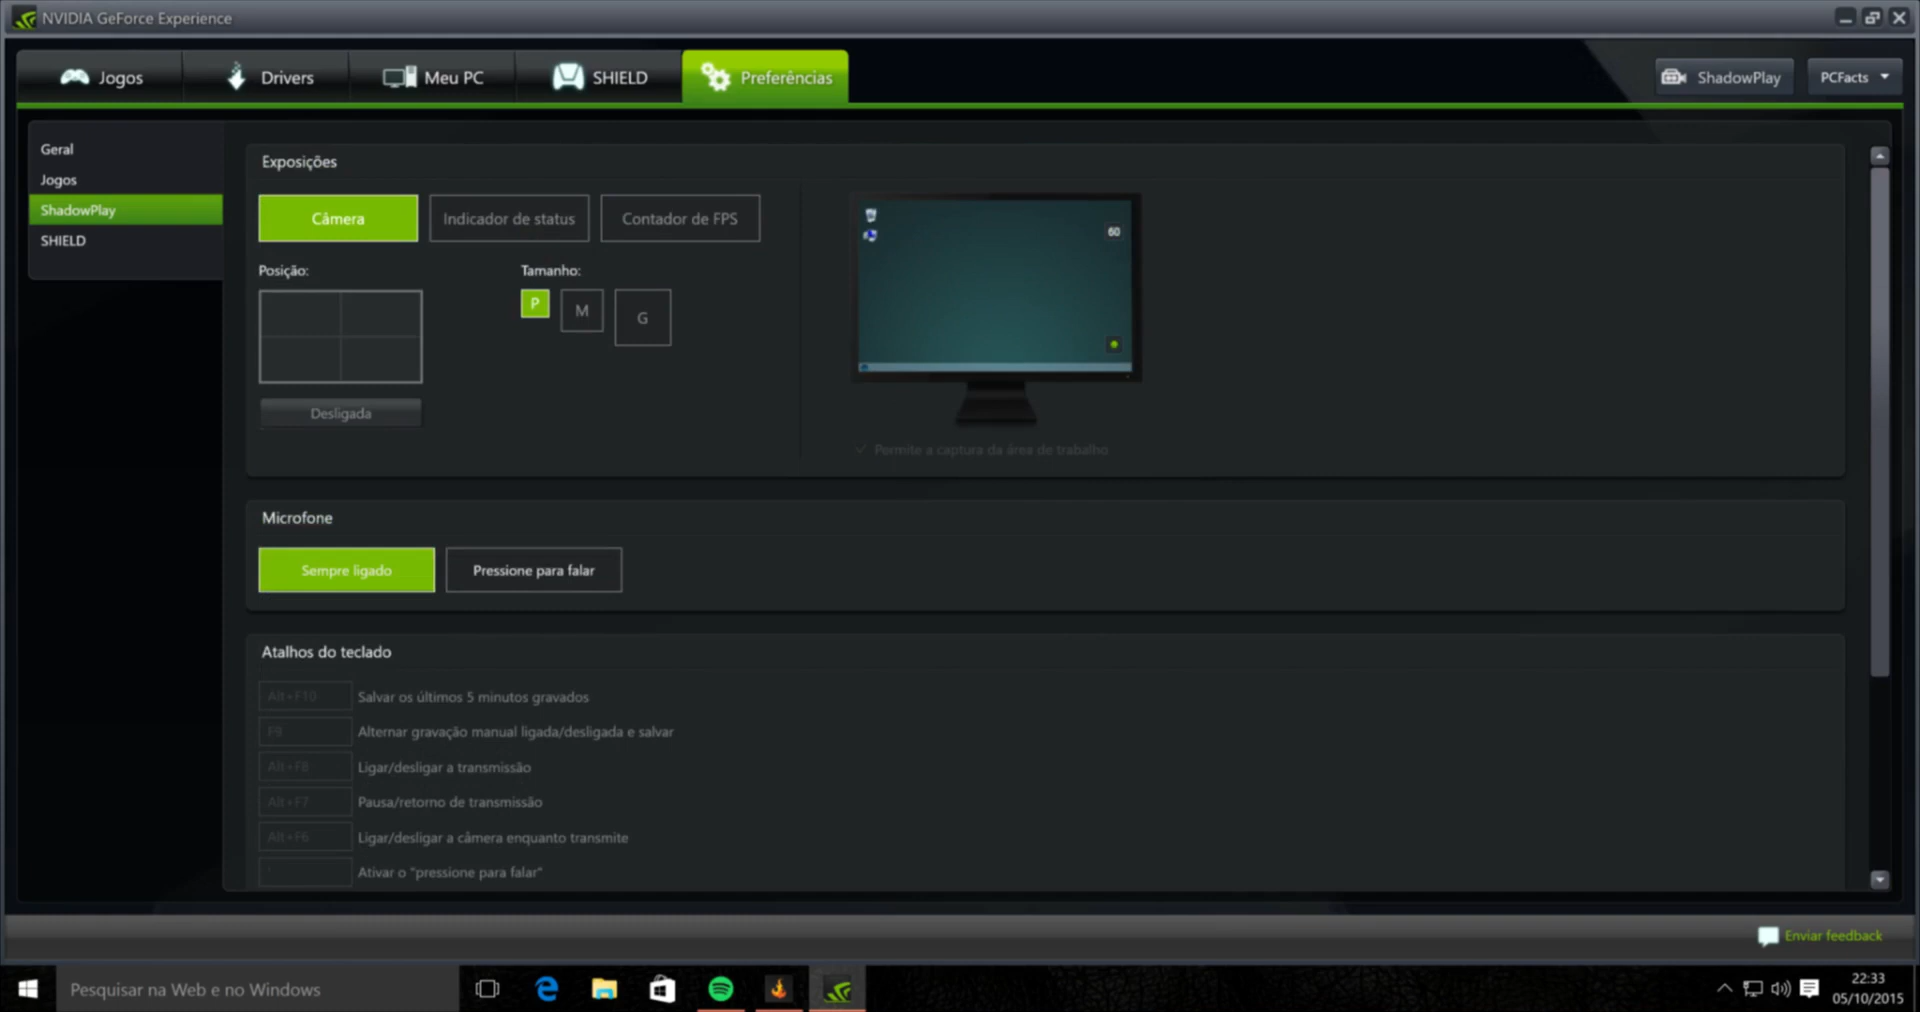 NVIDIA GeForce Experience
Jogos
Drivers
Meu PC
SHIELD
Preferências
ShadowPlay
PCFacts
Geral
Jogos
ShadowPlay
SHIELD
Exposições
Câmera
Indicador de status
Contador de FPS
Posição:
Tamanho:
P
M
G
Desligada
60
Permite a captura da área de trabalho
Microfone
Sempre ligado
Pressione para falar
Atalhos do teclado
Alt+F10 Salvar os últimos 5 minutos gravados
F9 Alternar gravação manual ligada/desligada e salvar
Alt+F8 Ligar/desligar a transmissão
Alt+F7 Pausa/retorno de transmissão
Alt+F6 Ligar/desligar a câmera enquanto transmite
Ativar o "pressione para falar"
Enviar feedback
Pesquisar na Web e no Windows
22:33
05/10/2015